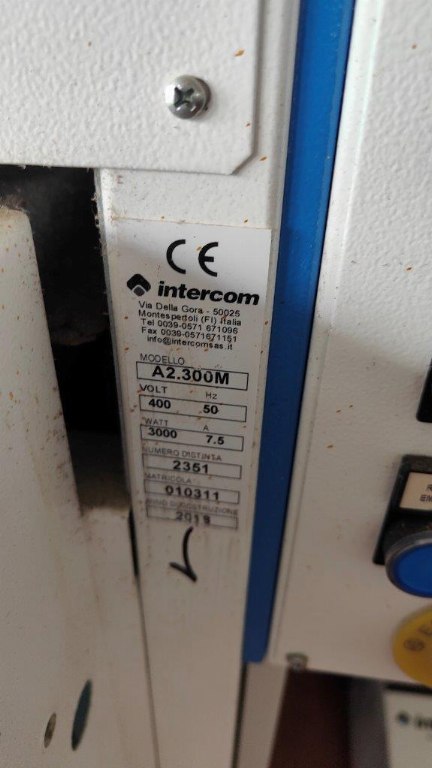 CE
intercom
Via Della Gora - 50025
Montespertoli (FI) Italia
Tel 0039-0571 671096
Fax 0039-0571671151
info@intercomsas.it
MODELLO
A2.300M
VOLT Hz
400 50
WATT A
3000 7.5
NUMERO DISTINTA
2351
MATRICOLA
010311
ANNO DI COSTRUZIONE
2019